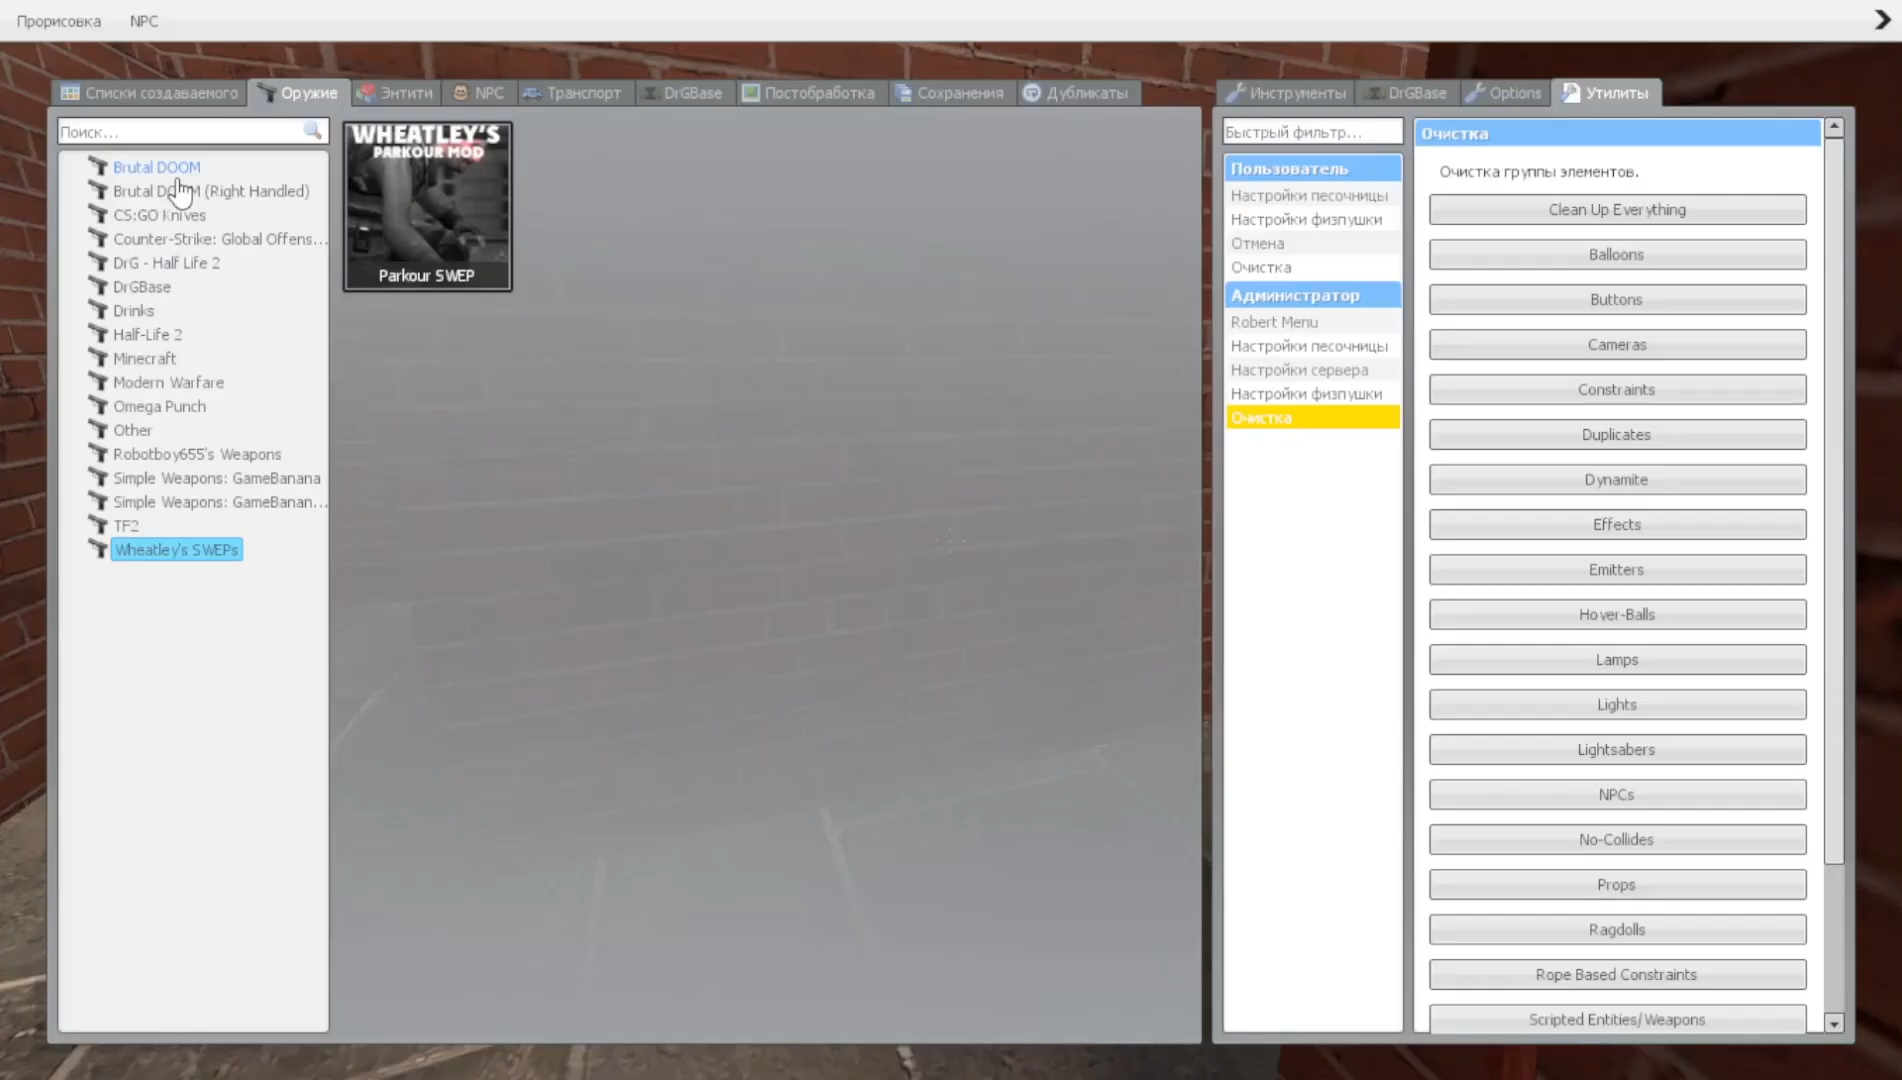 Прорисовка NPC
Списки создаваемого Оружие Энтити NPC Транспорт DrGBase Постобработка Сохранения Дубликаты
Поиск...
Brutal DOOM
Brutal DOOM (Right Handled)
CS:GO Knives
Counter-Strike: Global Offens...
DrG - Half Life 2
DrGBase
Drinks
Half-Life 2
Minecraft
Modern Warfare
Omega Punch
Other
Robotboy655's Weapons
Simple Weapons: GameBanana
Simple Weapons: GameBanan...
TF2
Wheatley's SWEPs
WHEATLEY'S
PARKOUR MOD
Parkour SWEP
Инструменты DrGBase Options Утилиты
Быстрый фильтр...
Пользователь
Настройки песочницы
Настройки физпушки
Отмена
Очистка
Администратор
Robert Menu
Настройки песочницы
Настройки сервера
Настройки физпушки
Очистка
Очистка
Очистка группы элементов.
Clean Up Everything
Balloons
Buttons
Cameras
Constraints
Duplicates
Dynamite
Effects
Emitters
Hover-Balls
Lamps
Lights
Lightsabers
NPCs
No-Collides
Props
Ragdolls
Rope Based Constraints
Scripted Entities/Weapons